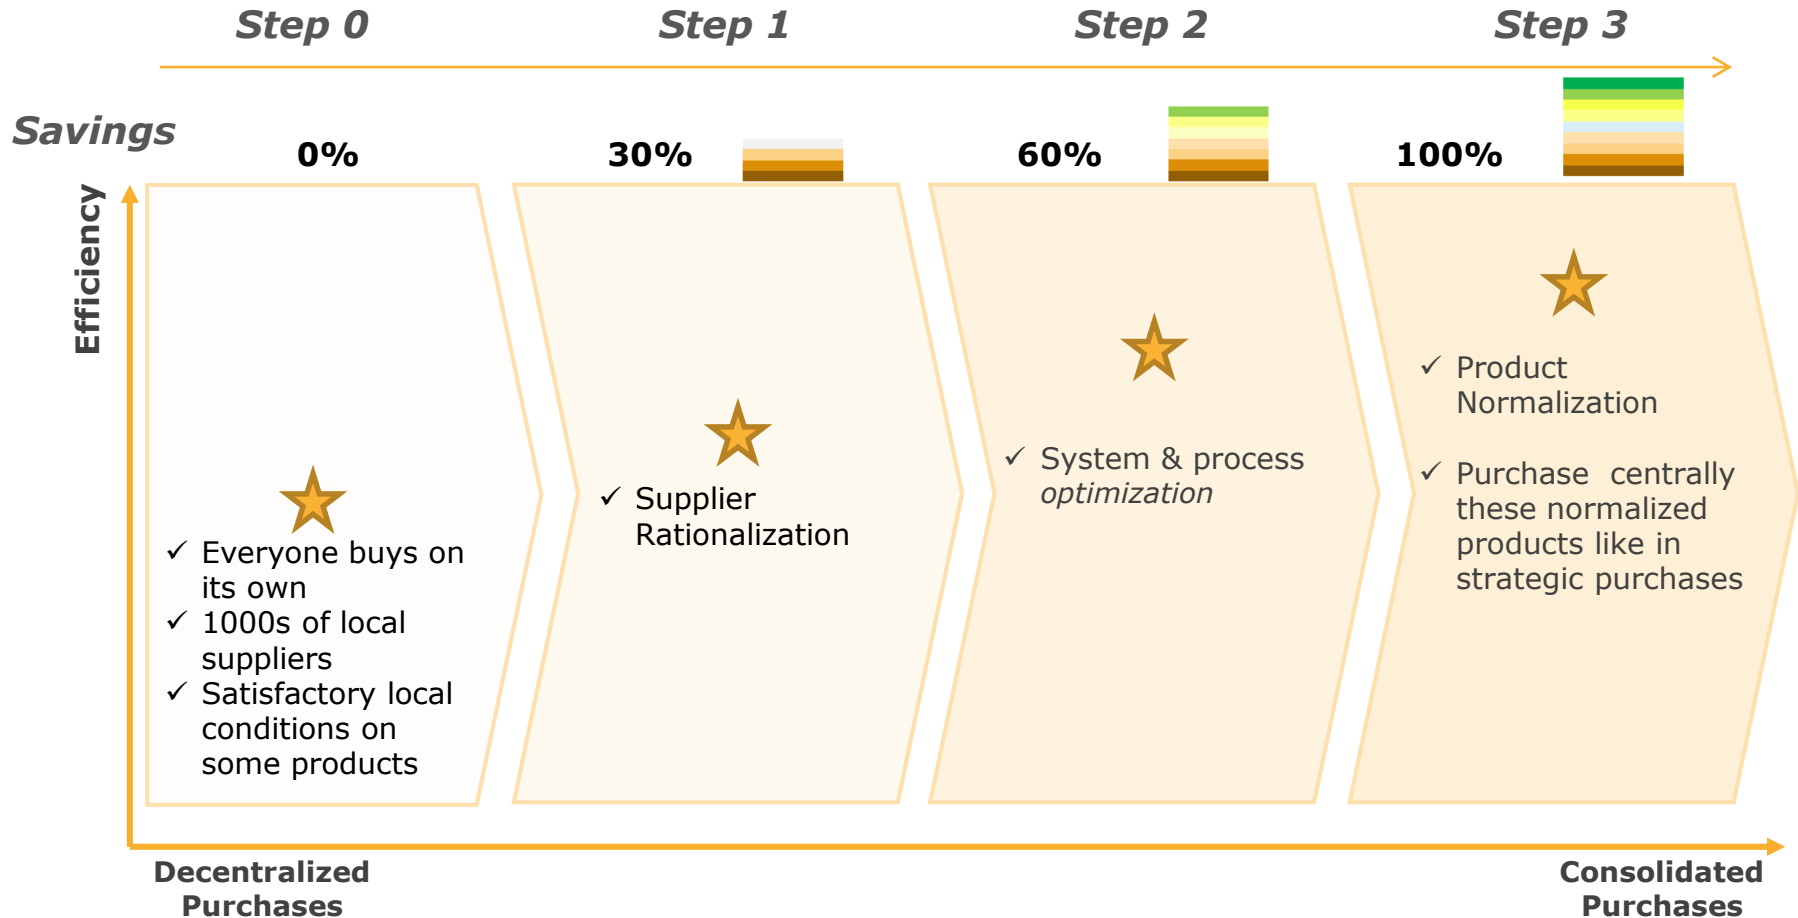 Step 0
Step 1
Step 2
Step 3
Savings
0%
30%
60%
100%
Efficiency
✓ Everyone buys on
its own
✓ 1000s of local
suppliers
✓ Satisfactory local
conditions on
some products
✓ Supplier
Rationalization
✓ System & process
optimization
✓ Product
Normalization
✓ Purchase centrally
these normalized
products like in
strategic purchases
Decentralized
Purchases
Consolidated
Purchases